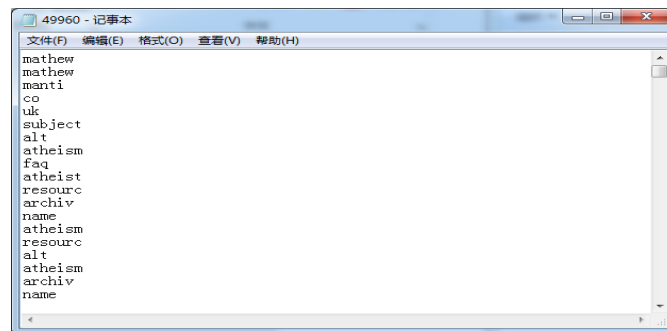 49960 - 记事本
文件(F) 编辑(E) 格式(O) 查看(V) 帮助(H)
mathew
mathew
manti
co
uk
subject
alt
atheism
faq
atheist
resourc
archiv
name
atheism
resourc
alt
atheism
archiv
name